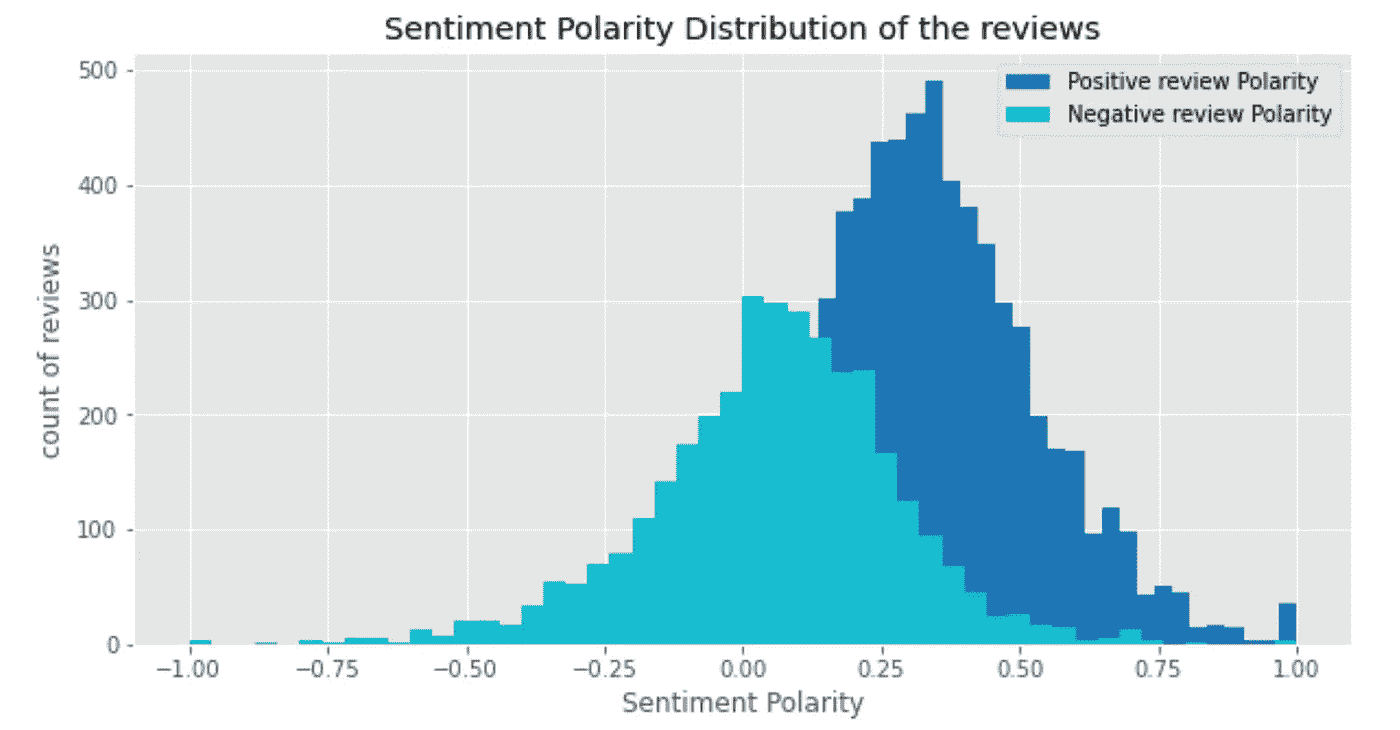 Sentiment Polarity Distribution of the reviews
Positive review Polarity
Negative review Polarity
500
400
300
200
100
0
count of reviews
−1.00 −0.75 −0.50 −0.25 0.00 0.25 0.50 0.75 1.00
Sentiment Polarity